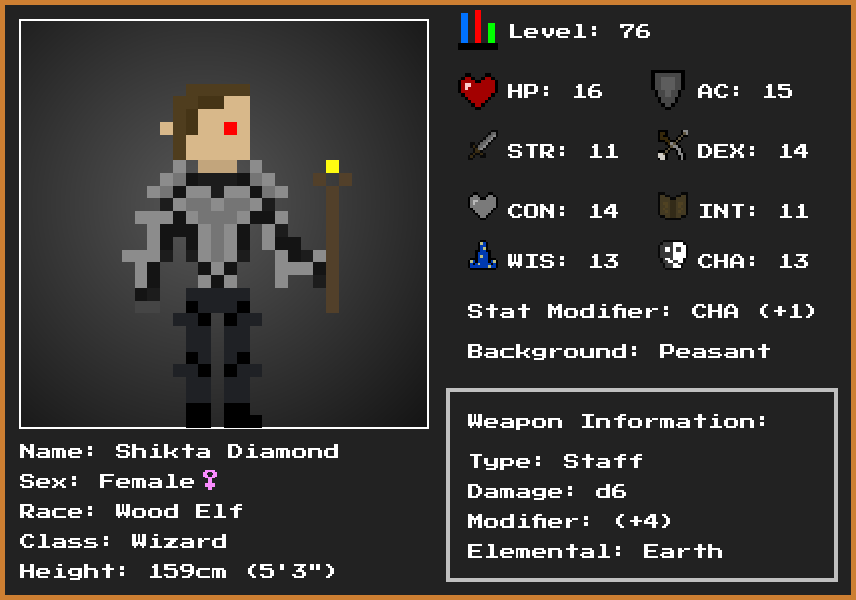 Level: 76
HP: 16 AC: 15
STR: 11 DEX: 14
CON: 14 INT: 11
WIS: 13 CHA: 13
Stat Modifier: CHA (+1)
Background: Peasant
Weapon Information:
Type: Staff
Damage: d6
Modifier: (+4)
Elemental: Earth
Name: Shikta Diamond
Sex: Female♀
Race: Wood Elf
Class: Wizard
Height: 159cm (5'3")